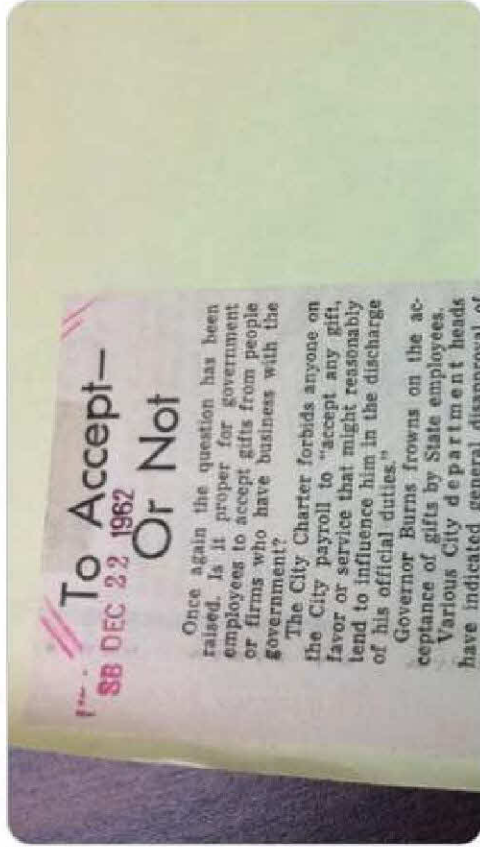 To Accept—
SB DEC 22 1962
Or Not
Once again the question has been
raised. Is it proper for government
employees to accept gifts from people
or firms who have business with the
government?
The City Charter forbids anyone on
the City payroll to "accept any gift,
favor or service that might reasonably
tend to influence him in the discharge
of his official duties."
Governor Burns frowns on the ac-
ceptance of gifts by State employees.
Various City department heads
have indicated general disapproval of